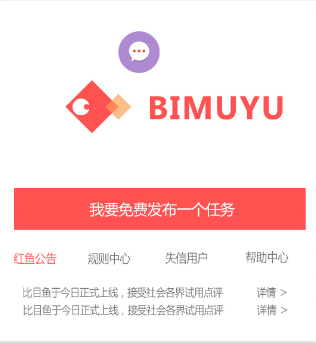 BIMUYU
我要免费发布一个任务
红鱼公告 规则中心 失信用户 帮助中心
比目鱼于今日正式上线，接受社会各界试用点评 详情 >
比目鱼于今日正式上线，接受社会各界试用点评 详情 >